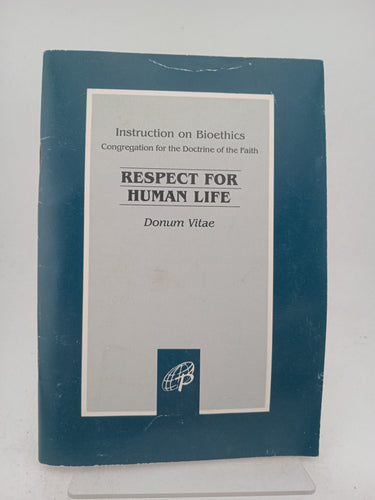 Instruction on Bioethics
Congregation for the Doctrine of the Faith
RESPECT FOR
HUMAN LIFE
Donum Vitae